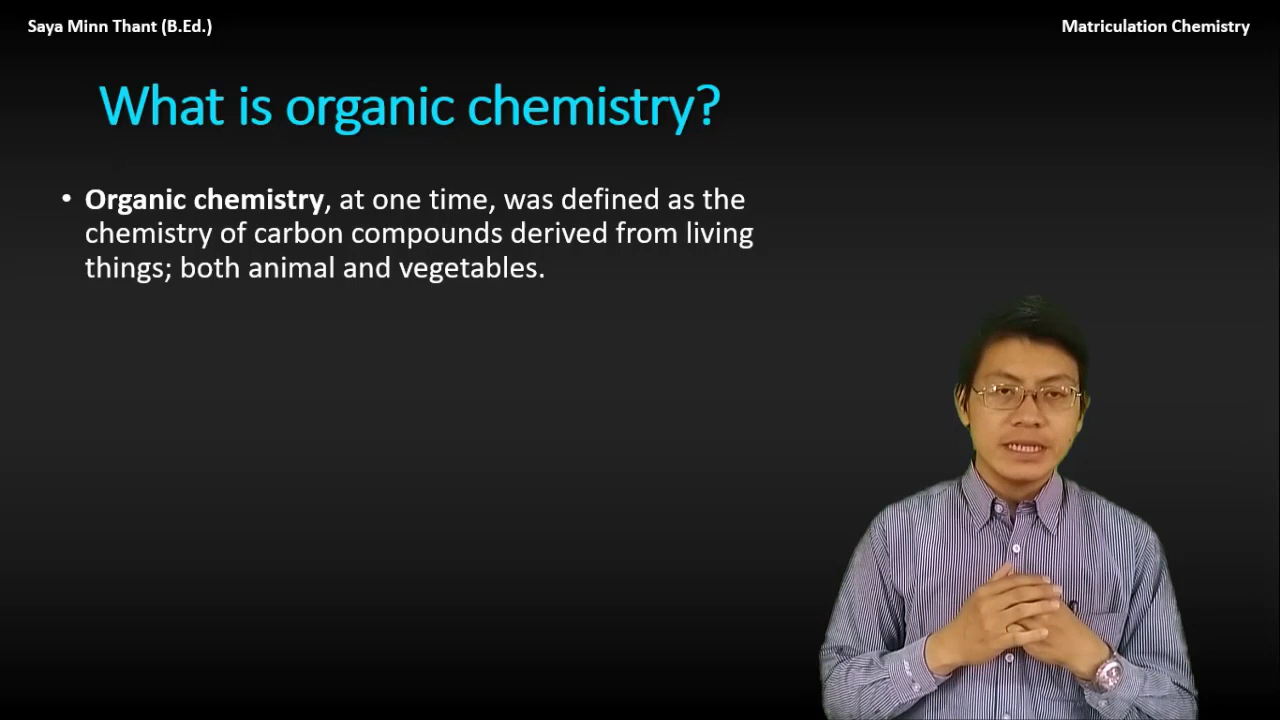 Saya Minn Thant (B.Ed.)
Matriculation Chemistry
What is organic chemistry?
• Organic chemistry, at one time, was defined as the
chemistry of carbon compounds derived from living
things; both animal and vegetables.